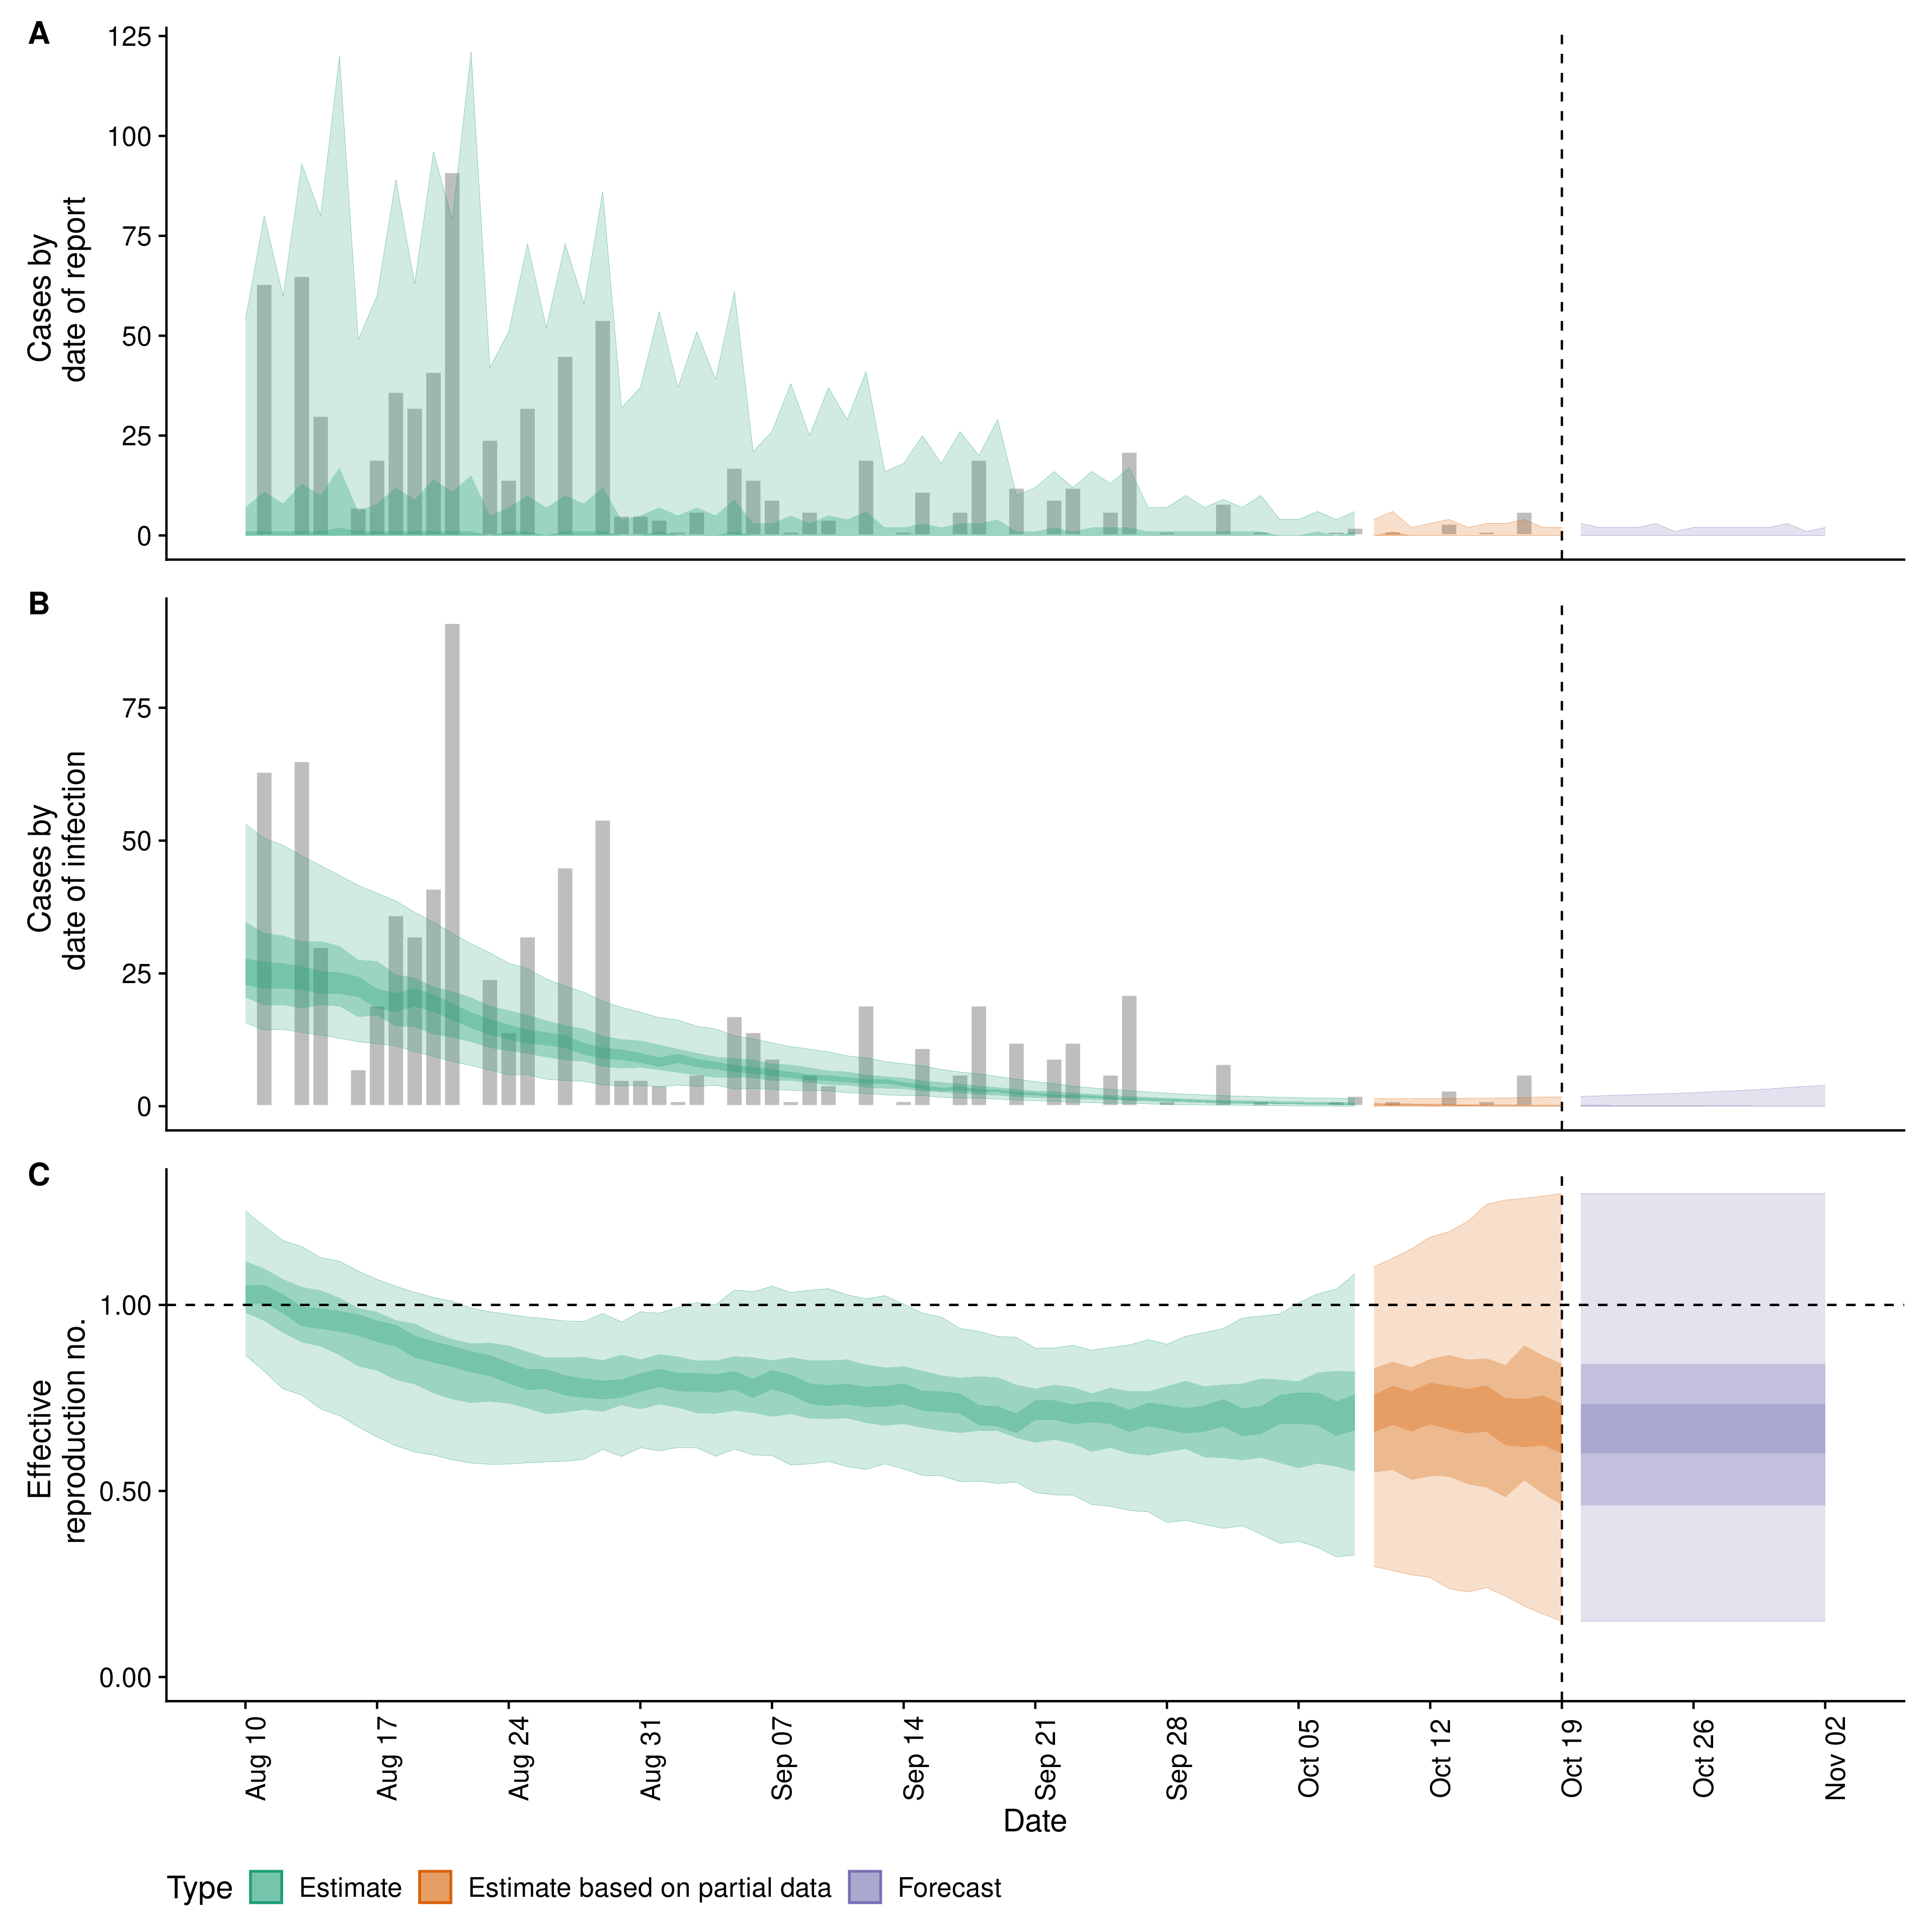 A
125
100
75
50
25
0
Cases by
date of report
B
75
50
25
0
Cases by
date of infection
C
1.00
0.50
0.00
Effective
reproduction no.
Aug 10
Aug 17
Aug 24
Aug 31
Sep 07
Sep 14
Sep 21
Sep 28
Oct 05
Oct 12
Oct 19
Oct 26
Nov 02
Date
Type Estimate Estimate based on partial data Forecast